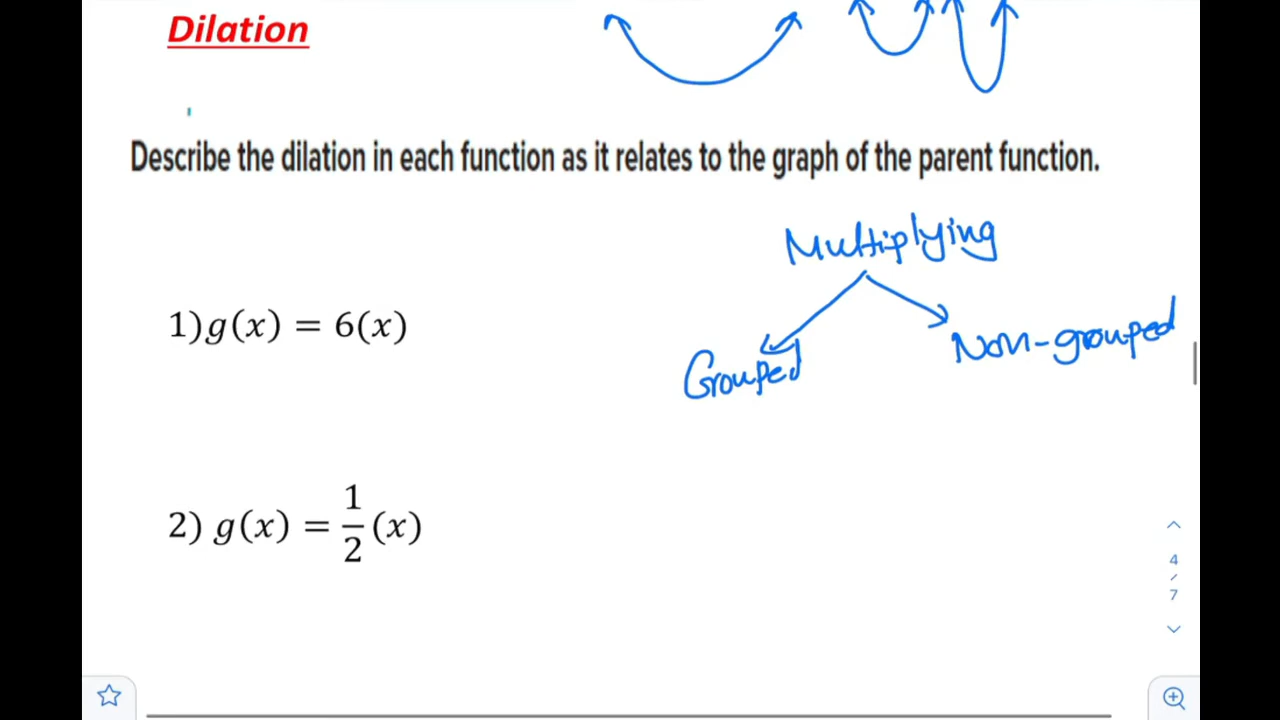 Dilation
Describe the dilation in each function as it relates to the graph of the parent function.
Multiplying
Grouped
Non-grouped
1)g(x) = 6(x)
2) g(x) = 1/2 (x)
4
/
7